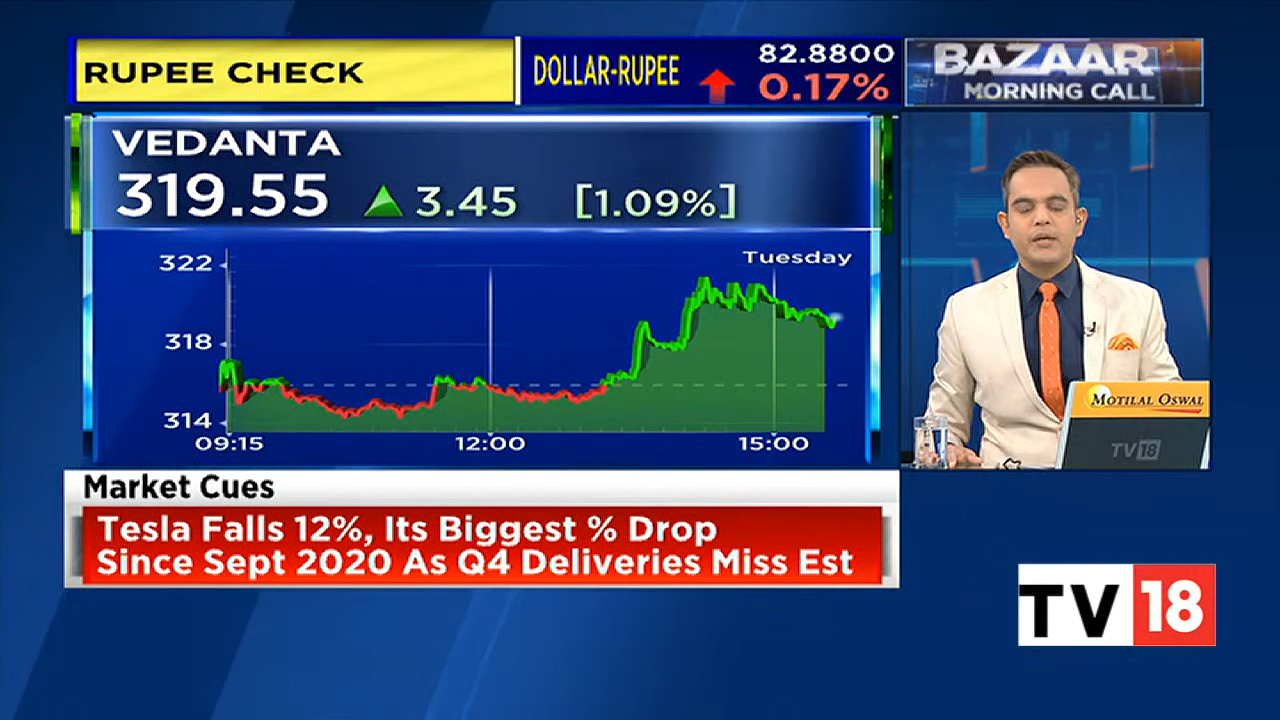 RUPEE CHECK
DOLLAR-RUPEE
82.8800
0.17%
BAZAAR
MORNING CALL
VEDANTA
319.55 ▲ 3.45 [1.09%]
Tuesday
322
318
314
09:15 12:00 15:00
MOTILAL OSWAL
TV18
Market Cues
Tesla Falls 12%, Its Biggest % Drop
Since Sept 2020 As Q4 Deliveries Miss Est
TV18